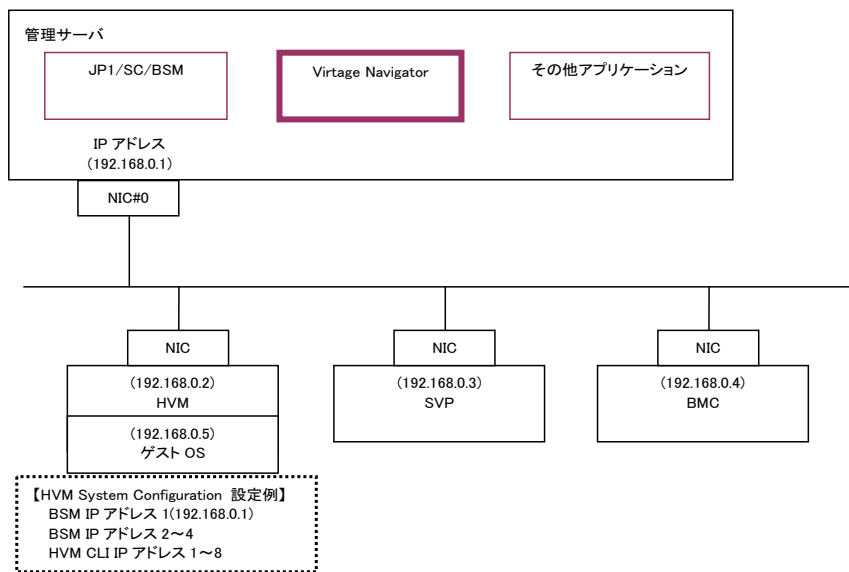 管理サーバ
JP1/SC/BSM
Virtage Navigator
その他アプリケーション
IP アドレス
(192.168.0.1)
NIC#0
NIC
NIC
NIC
(192.168.0.2)
HVM
(192.168.0.3)
SVP
(192.168.0.4)
BMC
(192.168.0.5)
ゲスト OS
【HVM System Configuration 設定例】
BSM IP アドレス 1(192.168.0.1)
BSM IP アドレス 2～4
HVM CLI IP アドレス 1～8